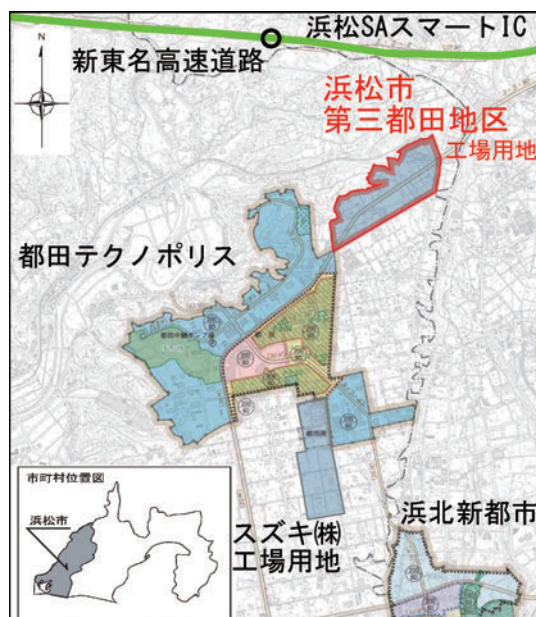 浜松SAスマートIC
新東名高速道路
N
浜松市
第三都田地区
工場用地
都田テクノポリス
市町村位置図
浜松市
スズキ㈱
工場用地
浜北新都市